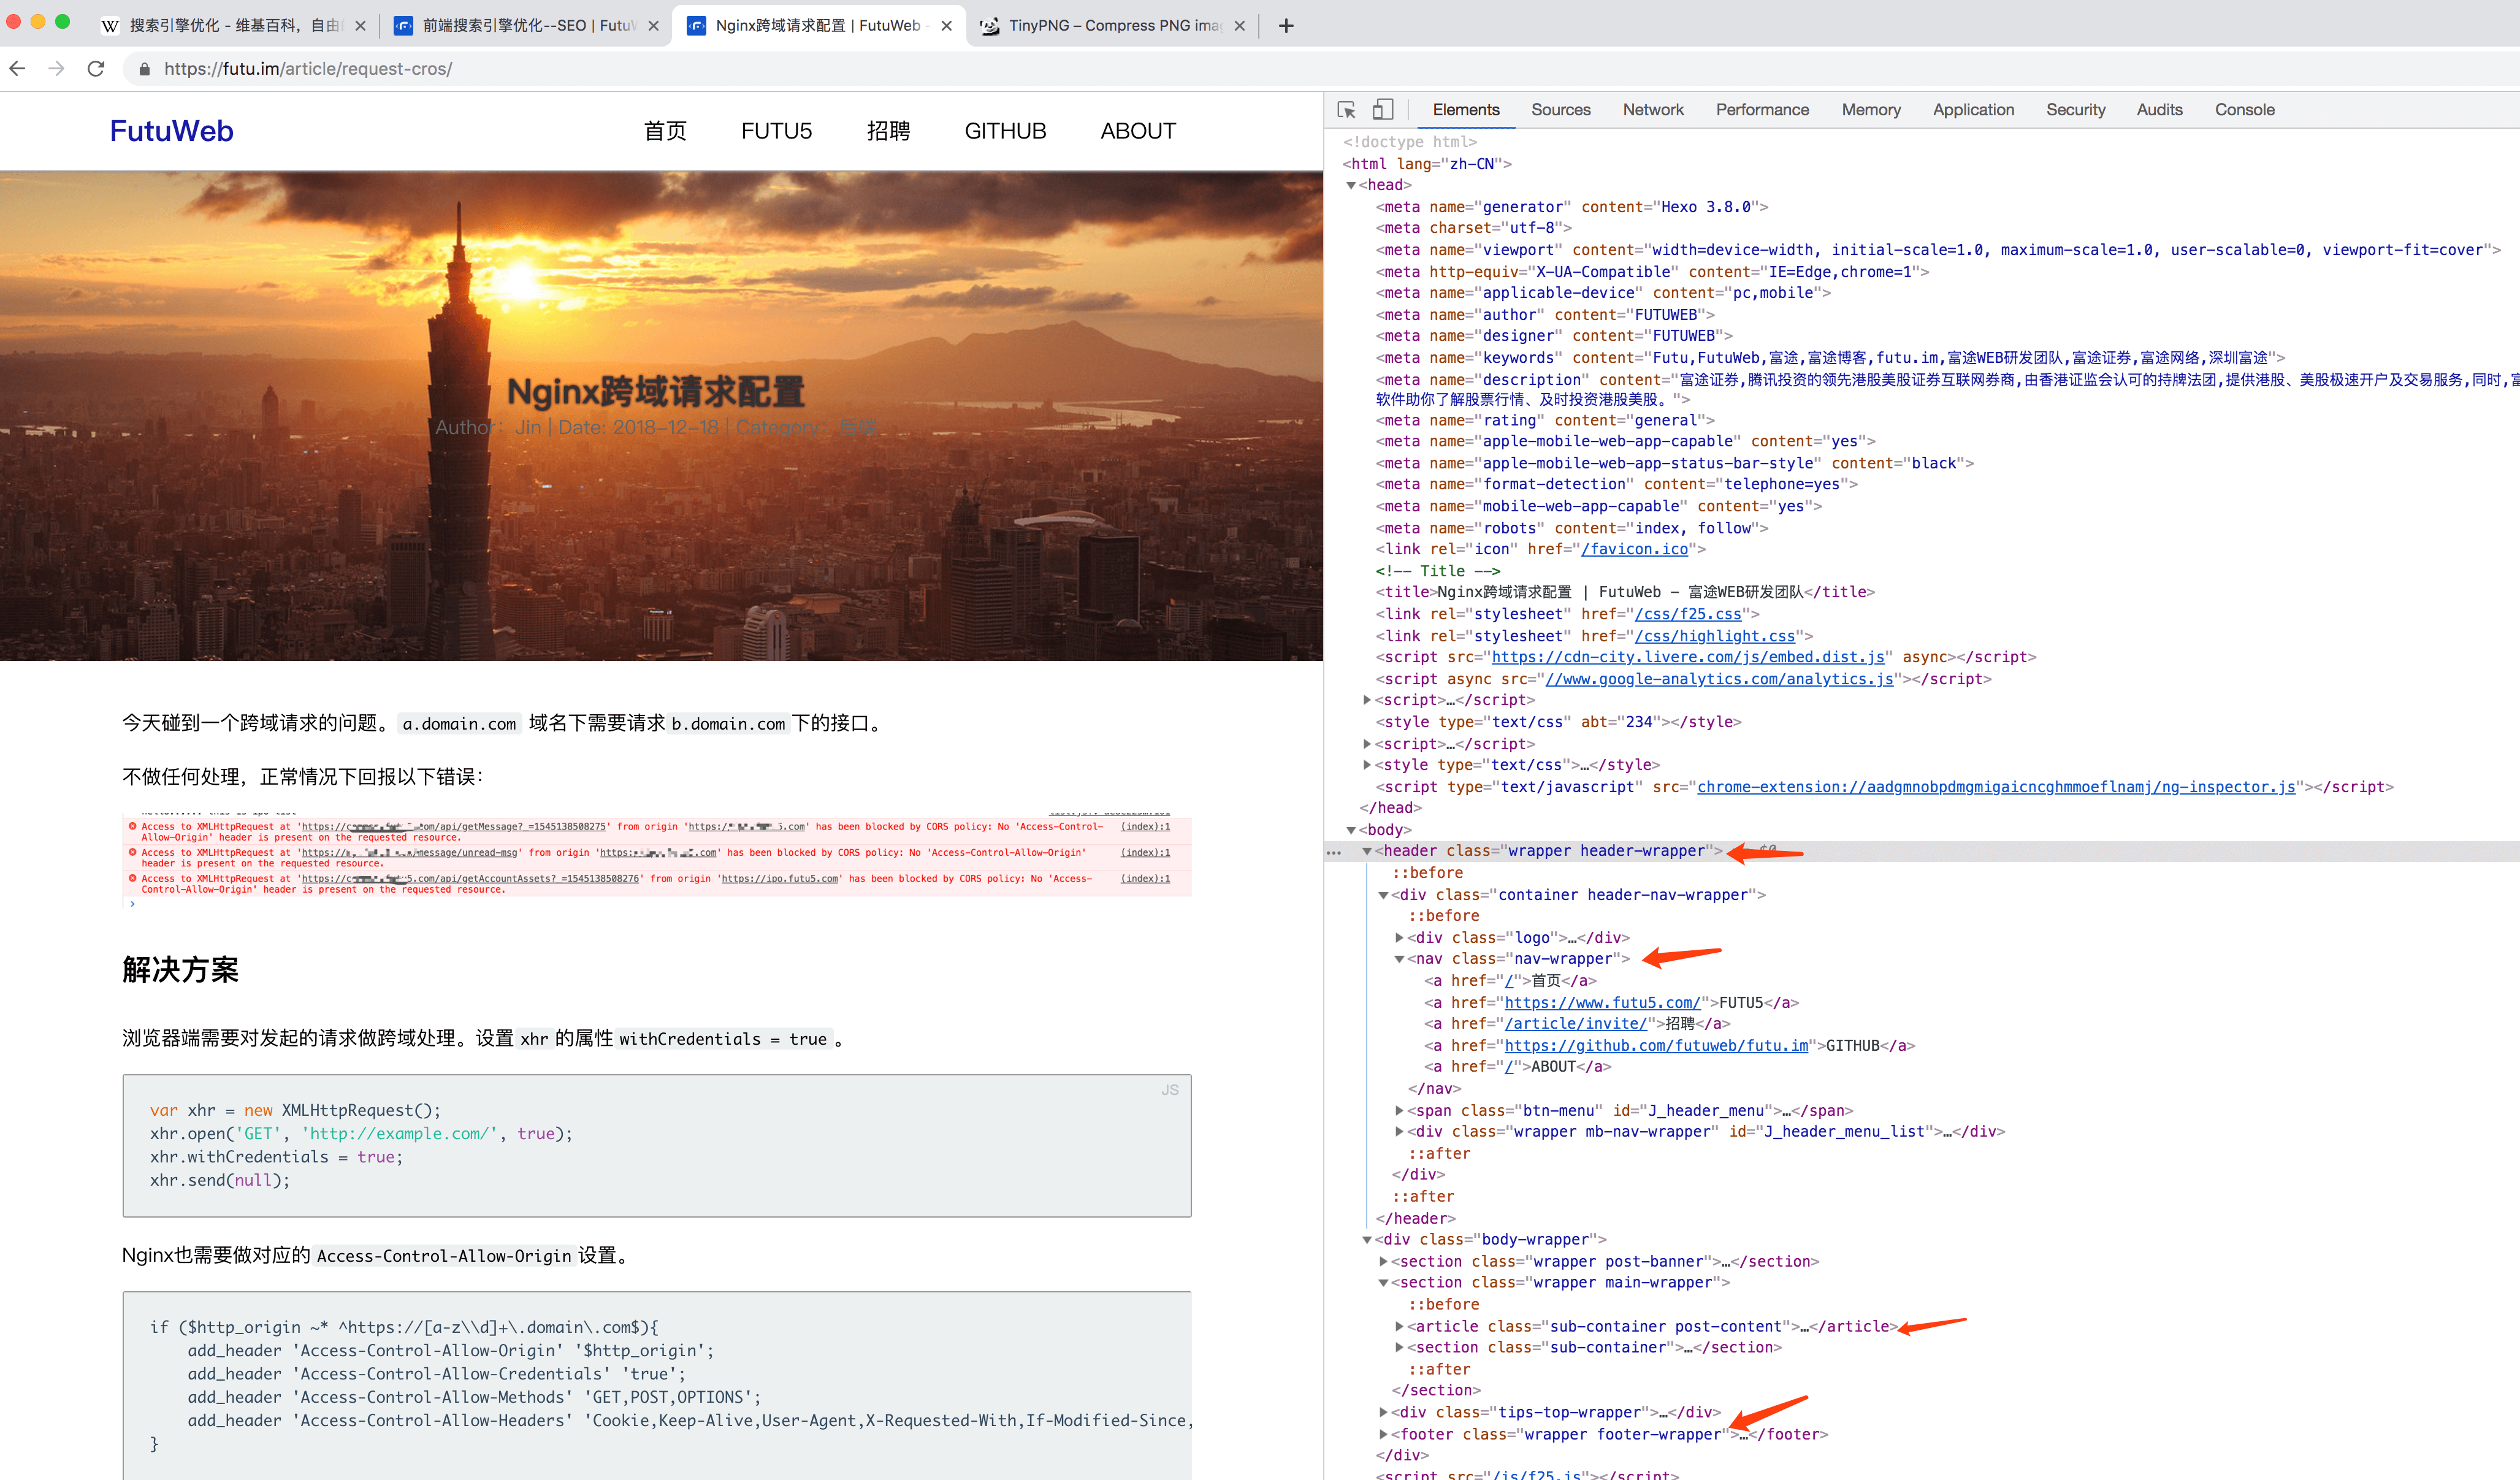 搜索引擎优化 - 维基百科，自由
前端搜索引擎优化--SEO | Futu
Nginx跨域请求配置 | FutuWeb -
TinyPNG – Compress PNG ima
https://futu.im/article/request-cros/
FutuWeb
首页 FUTU5 招聘 GITHUB ABOUT
Nginx跨域请求配置
Author： Jin | Date: 2018-12-18 | Category：
今天碰到一个跨域请求的问题。 a.domain.com 域名下需要请求 b.domain.com 下的接口。
不做任何处理，正常情况下回报以下错误：
Access to XMLHttpRequest at 'https://c .com/api/getMessage?_=1545138508275' from origin 'https:/ .com' has been blocked by CORS policy: No 'Access-Control- (index):1
Allow-Origin' header is present on the requested resource.
Access to XMLHttpRequest at 'https:// /message/unread-msg' from origin 'https: .com' has been blocked by CORS policy: No 'Access-Control-Allow-Origin' (index):1
header is present on the requested resource.
Access to XMLHttpRequest at 'https://c 5.com/api/getAccountAssets?_=1545138508276' from origin 'https://ipo.futu5.com' has been blocked by CORS policy: No 'Access- (index):1
Control-Allow-Origin' header is present on the requested resource.
›
解决方案
浏览器端需要对发起的请求做跨域处理。设置 xhr 的属性 withCredentials = true 。
JS
var xhr = new XMLHttpRequest();
xhr.open('GET', 'http://example.com/', true);
xhr.withCredentials = true;
xhr.send(null);
Nginx也需要做对应的 Access-Control-Allow-Origin 设置。
if ($http_origin ~* ^https://[a-z\\d]+\.domain\.com$){
add_header 'Access-Control-Allow-Origin' '$http_origin';
add_header 'Access-Control-Allow-Credentials' 'true';
add_header 'Access-Control-Allow-Methods' 'GET,POST,OPTIONS';
add_header 'Access-Control-Allow-Headers' 'Cookie,Keep-Alive,User-Agent,X-Requested-With,If-Modified-Since,
}
Elements Sources Network Performance Memory Application Security Audits Console
<!doctype html>
<html lang="zh-CN">
▼<head>
<meta name="generator" content="Hexo 3.8.0">
<meta charset="utf-8">
<meta name="viewport" content="width=device-width, initial-scale=1.0, maximum-scale=1.0, user-scalable=0, viewport-fit=cover">
<meta http-equiv="X-UA-Compatible" content="IE=Edge,chrome=1">
<meta name="applicable-device" content="pc,mobile">
<meta name="author" content="FUTUWEB">
<meta name="designer" content="FUTUWEB">
<meta name="keywords" content="Futu,FutuWeb,富途,富途博客,futu.im,富途WEB研发团队,富途证券,富途网络,深圳富途">
<meta name="description" content="富途证券,腾讯投资的领先港股美股证券互联网券商,由香港证监会认可的持牌法团,提供港股、美股极速开户及交易服务,同时,富
软件助你了解股票行情、及时投资港股美股。">
<meta name="rating" content="general">
<meta name="apple-mobile-web-app-capable" content="yes">
<meta name="apple-mobile-web-app-status-bar-style" content="black">
<meta name="format-detection" content="telephone=yes">
<meta name="mobile-web-app-capable" content="yes">
<meta name="robots" content="index, follow">
<link rel="icon" href="/favicon.ico">
<!-- Title -->
<title>Nginx跨域请求配置 | FutuWeb - 富途WEB研发团队</title>
<link rel="stylesheet" href="/css/f25.css">
<link rel="stylesheet" href="/css/highlight.css">
<script src="https://cdn-city.livere.com/js/embed.dist.js" async></script>
<script async src="//www.google-analytics.com/analytics.js"></script>
▶<script>…</script>
<style type="text/css" abt="234"></style>
▶<script>…</script>
▶<style type="text/css">…</style>
<script type="text/javascript" src="chrome-extension://aadgmnobpdmgmigaicncghmmoeflnamj/ng-inspector.js"></script>
</head>
▼<body>
▼<header class="wrapper header-wrapper">
::before
▼<div class="container header-nav-wrapper">
::before
▶<div class="logo">…</div>
▼<nav class="nav-wrapper">
<a href="/">首页</a>
<a href="https://www.futu5.com/">FUTU5</a>
<a href="/article/invite/">招聘</a>
<a href="https://github.com/futuweb/futu.im">GITHUB</a>
<a href="/">ABOUT</a>
</nav>
▶<span class="btn-menu" id="J_header_menu">…</span>
▶<div class="wrapper mb-nav-wrapper" id="J_header_menu_list">…</div>
::after
</div>
::after
</header>
▼<div class="body-wrapper">
▶<section class="wrapper post-banner">…</section>
▼<section class="wrapper main-wrapper">
::before
▶<article class="sub-container post-content">…</article>
▶<section class="sub-container">…</section>
::after
</section>
▶<div class="tips-top-wrapper">…</div>
▶<footer class="wrapper footer-wrapper">…</footer>
</div>
<script src="/js/f25.js"></script>